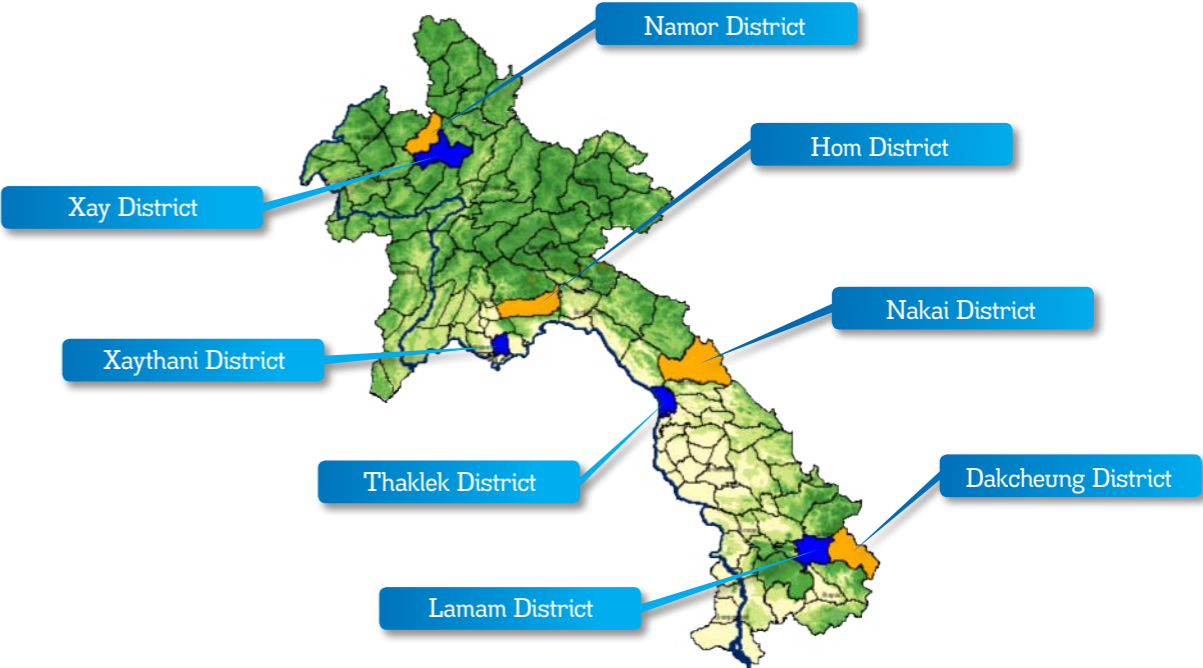 Namor District
Hom District
Xay District
Nakai District
Xaythani District
Thaklek District
Dakcheung District
Lamam District